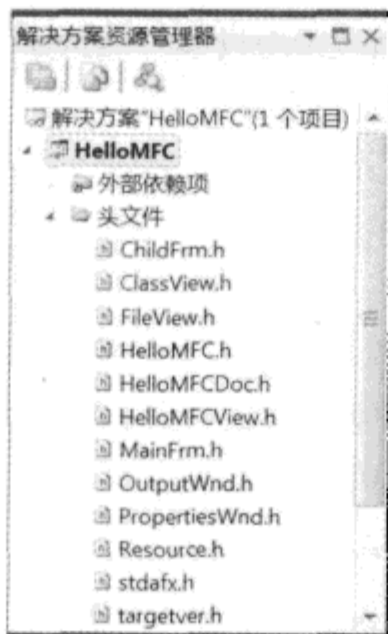 解决方案资源管理器
解决方案"HelloMFC"(1 个项目)
HelloMFC
外部依赖项
头文件
ChildFrm.h
ClassView.h
FileView.h
HelloMFC.h
HelloMFCDoc.h
HelloMFCView.h
MainFrm.h
OutputWnd.h
PropertiesWnd.h
Resource.h
stdafx.h
targetver.h